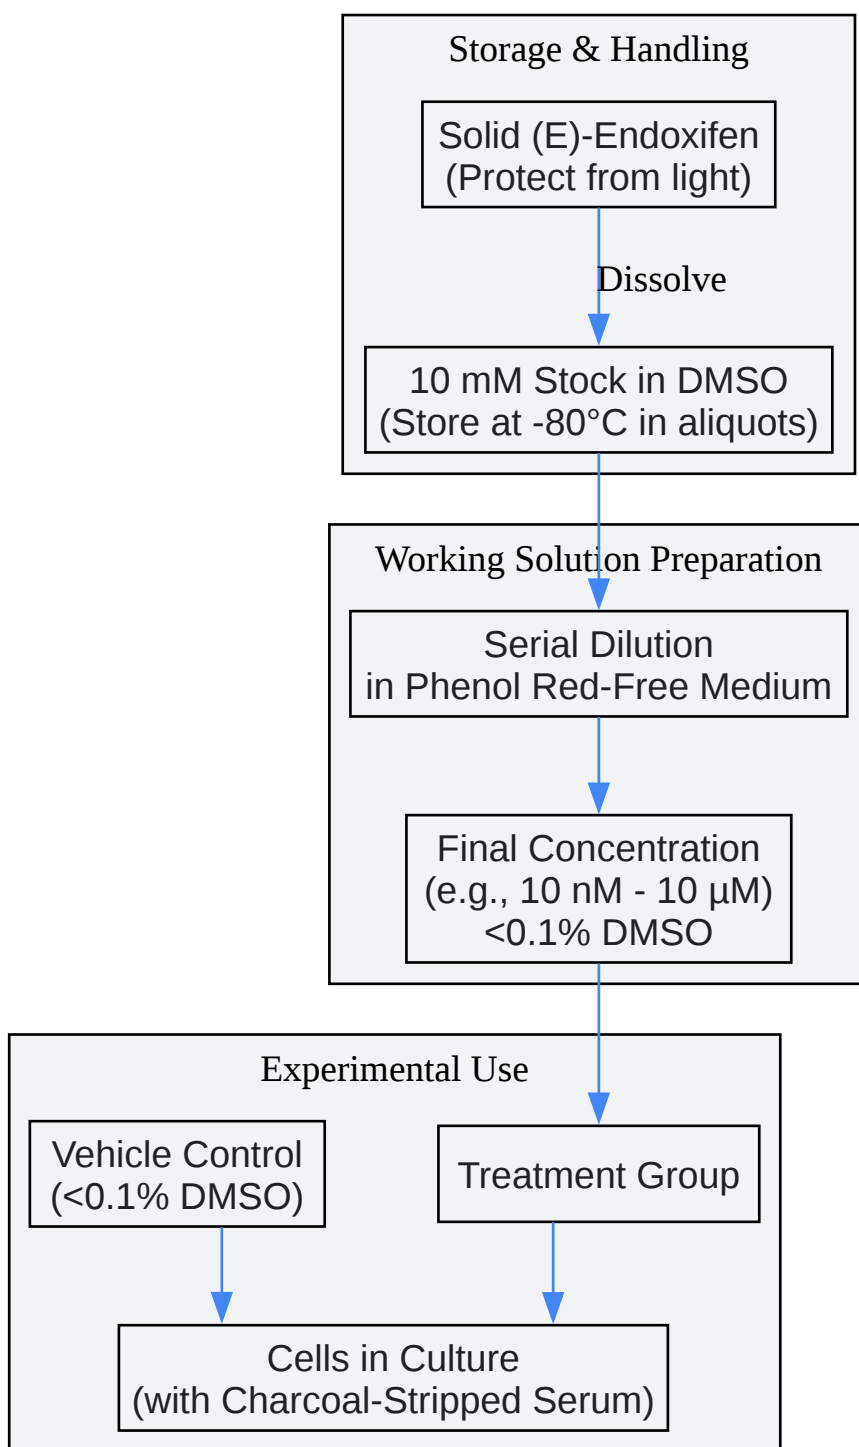 Storage & Handling
Solid (E)-Endoxifen
(Protect from light)
Dissolve
10 mM Stock in DMSO
(Store at -80°C in aliquots)
Working Solution Preparation
Serial Dilution
in Phenol Red-Free Medium
Final Concentration
(e.g., 10 nM - 10 µM)
<0.1% DMSO
Experimental Use
Vehicle Control
(<0.1% DMSO)
Treatment Group
Cells in Culture
(with Charcoal-Stripped Serum)